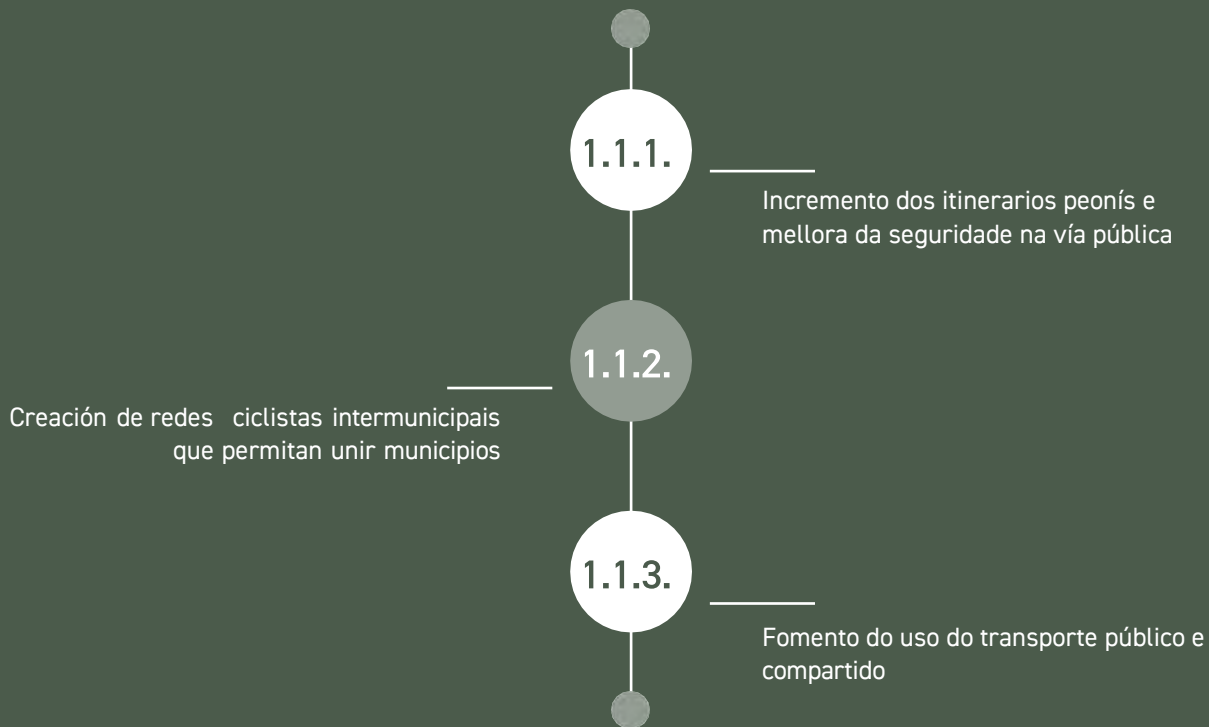 1.1.1.
Incremento dos itinerarios peonís e
mellora da seguridade na vía pública
1.1.2.
Creación de redes ciclistas intermunicipais
que permitan unir municipios
1.1.3.
Fomento do uso do transporte público e
compartido